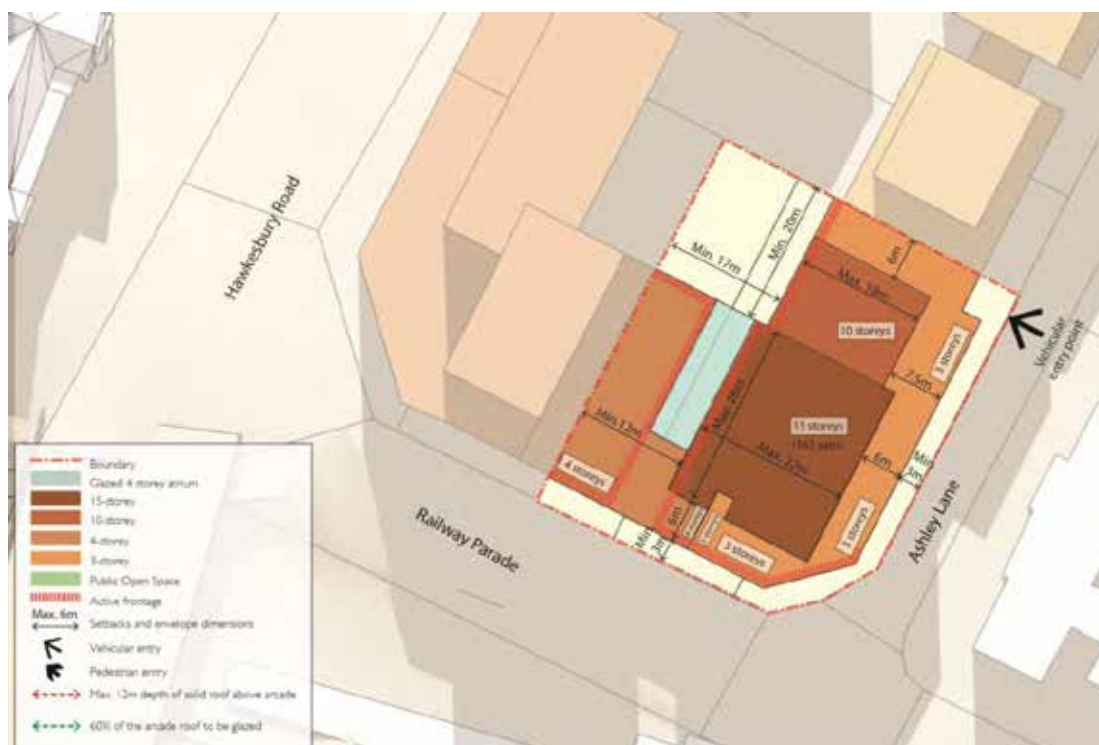 Hawkesbury Road
Railway Parade
Ashley Lane
Vehicular
entry point
Min. 20m
Min. 17m
6m
Max. 18m
10 storeys
3 storeys
7.5m
15 storeys
Min.12m
4 storeys
6m
Min.
3m
6m
Min.
3m
3 storeys
3 storeys
Boundary
Glazed 4 storey atrium
15-storey
10-storey
4-storey
3-storey
Public Open Space
Active frontage
Max. 6m
Setbacks and envelope dimensions
Vehicular entry
Pedestrian entry
Max. 12m depth of solid roof above arcade
60% of the arcade roof to be glazed